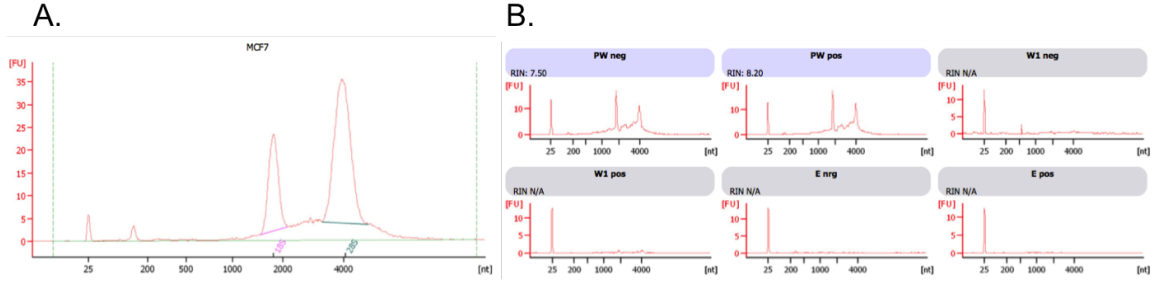 A.
B.
MCF7
[FU]
35
30
25
20
15
10
5
0
18S
28S
25 200 500 1000 2000 4000 [nt]
PW neg
RIN: 7.50
[FU]
10
0
25 200 1000 4000 [nt]
PW pos
RIN: 8.20
[FU]
10
0
25 200 1000 4000 [nt]
W1 neg
RIN N/A
[FU]
10
5
0
25 200 1000 4000 [nt]
W1 pos
RIN N/A
[FU]
10
5
0
25 200 1000 4000 [nt]
E nrg
RIN N/A
[FU]
10
5
0
25 200 1000 4000 [nt]
E pos
RIN N/A
[FU]
10
5
0
25 200 1000 4000 [nt]